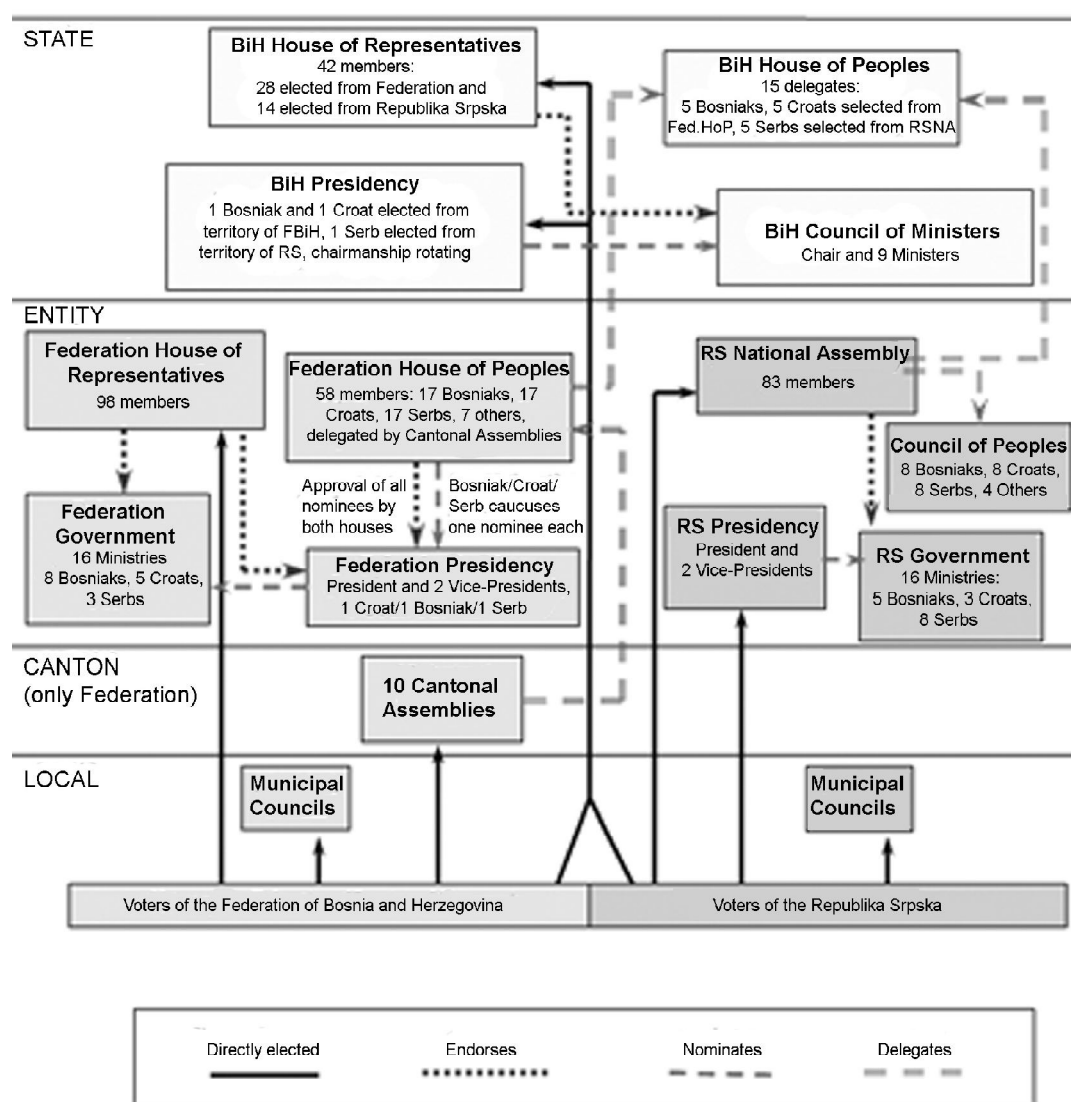 STATE
BiH House of Representatives
42 members:
28 elected from Federation and
14 elected from Republika Srpska
BiH House of Peoples
15 delegates:
5 Bosniaks, 5 Croats selected from
Fed.HoP, 5 Serbs selected from RSNA
BiH Presidency
1 Bosniak and 1 Croat elected from
territory of FBiH, 1 Serb elected from
territory of RS, chairmanship rotating
BiH Council of Ministers
Chair and 9 Ministers
ENTITY
Federation House of
Representatives
98 members
Federation House of Peoples
58 members: 17 Bosniaks, 17
Croats, 17 Serbs, 7 others,
delegated by Cantonal Assemblies
RS National Assembly
83 members
Council of Peoples
8 Bosniaks, 8 Croats,
8 Serbs, 4 Others
Approval of all
nominees by
both houses
Bosniak/Croat/
Serb caucuses
one nominee each
Federation
Government
16 Ministries
8 Bosniaks, 5 Croats,
3 Serbs
Federation Presidency
President and 2 Vice-Presidents,
1 Croat/1 Bosniak/1 Serb
RS Presidency
President and
2 Vice-Presidents
RS Government
16 Ministries:
5 Bosniaks, 3 Croats,
8 Serbs
CANTON
(only Federation)
10 Cantonal
Assemblies
LOCAL
Municipal
Councils
Municipal
Councils
Voters of the Federation of Bosnia and Herzegovina
Voters of the Republika Srpska
Directly elected
Endorses
Nominates
Delegates